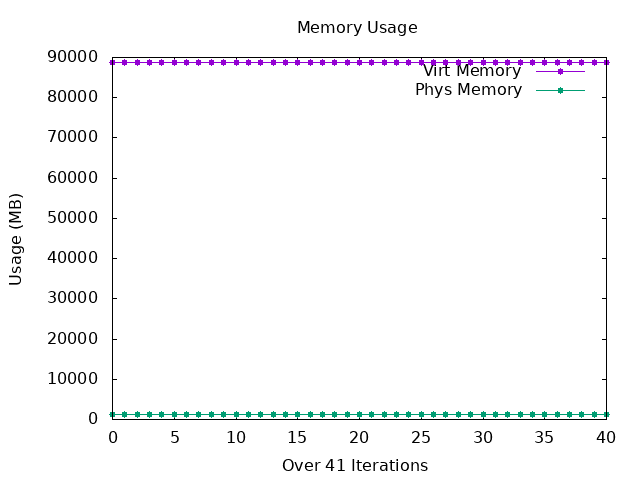 Memory Usage
90000
80000
70000
60000
50000
40000
30000
20000
10000
0
Usage (MB)
Virt Memory
Phys Memory
0 5 10 15 20 25 30 35 40
Over 41 Iterations